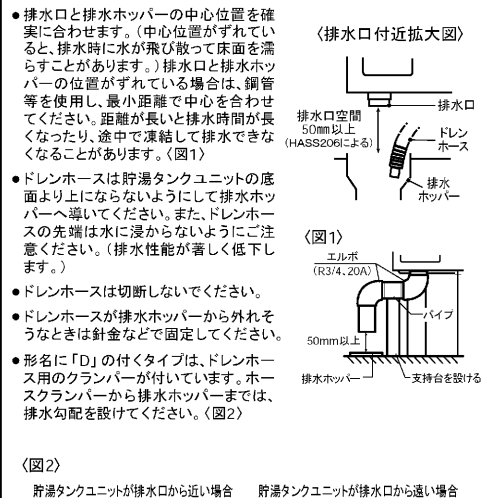 ●排水口と排水ホッパーの中心位置を確
実に合わせます。（中心位置がずれてい
ると、排水時に水が飛び散って床面を濡
らすことがあります。）排水口と排水ホッ
パーの位置がずれている場合は、鋼管
等を使用し、最小距離で中心を合わせ
てください。距離が長いと排水時間が長
くなったり、途中で凍結して排水できな
くなることがあります。〈図1〉
●ドレンホースは貯湯タンクユニットの底
面より上にならないようにして排水ホッ
パーへ導いてください。また、ドレンホー
スの先端は水に浸からないようにご注
意ください。（排水性能が著しく低下し
ます。）
●ドレンホースは切断しないでください。
●ドレンホースが排水ホッパーから外れそ
うなときは針金などで固定してください。
●形名に「D」の付くタイプは、ドレンホー
ス用のクランパーが付いています。ホー
スクランパーから排水ホッパーまでは、
排水勾配を設けてください。〈図2〉
〈排水口付近拡大図〉
排水口
排水口空間
50mm以上
(HASS206による)
ドレン
ホース
排水
ホッパー
〈図1〉
エルボ
(R3/4、20A)
パイプ
50mm以上
排水ホッパー
支持台を設ける
〈図2〉
貯湯タンクユニットが排水口から近い場合
貯湯タンクユニットが排水口から遠い場合